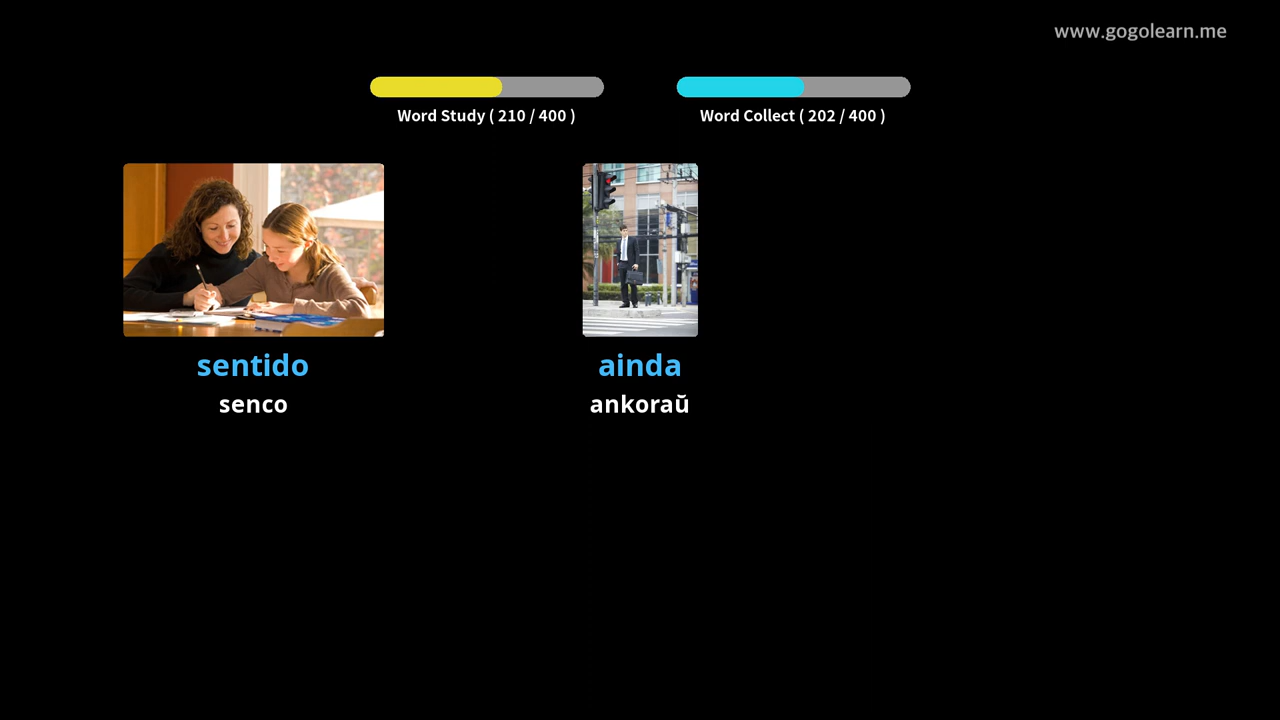 www.gogolearn.me
Word Study ( 210 / 400 )
Word Collect ( 202 / 400 )
sentido
senco
ainda
ankoraŭ